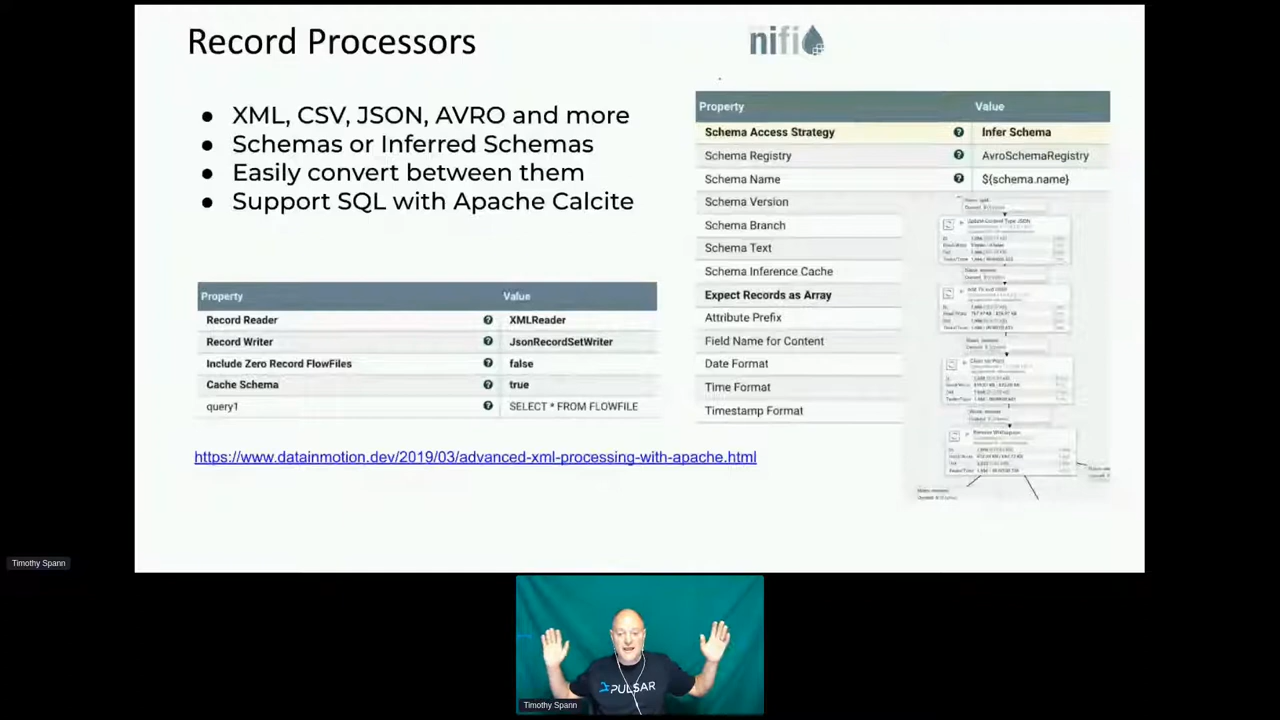 Record Processors
nifi
● XML, CSV, JSON, AVRO and more
● Schemas or Inferred Schemas
● Easily convert between them
● Support SQL with Apache Calcite
Property Value
Record Reader ? XMLReader
Record Writer ? JsonRecordSetWriter
Include Zero Record FlowFiles ? false
Cache Schema ? true
query1 ? SELECT * FROM FLOWFILE
https://www.datainmotion.dev/2019/03/advanced-xml-processing-with-apache.html
Property Value
Schema Access Strategy ? Infer Schema
Schema Registry ? AvroSchemaRegistry
Schema Name ? ${schema.name}
Schema Version
Schema Branch
Schema Text
Schema Inference Cache
Expect Records as Array
Attribute Prefix
Field Name for Content
Date Format
Time Format
Timestamp Format
Timothy Spann
PULSAR
Timothy Spann